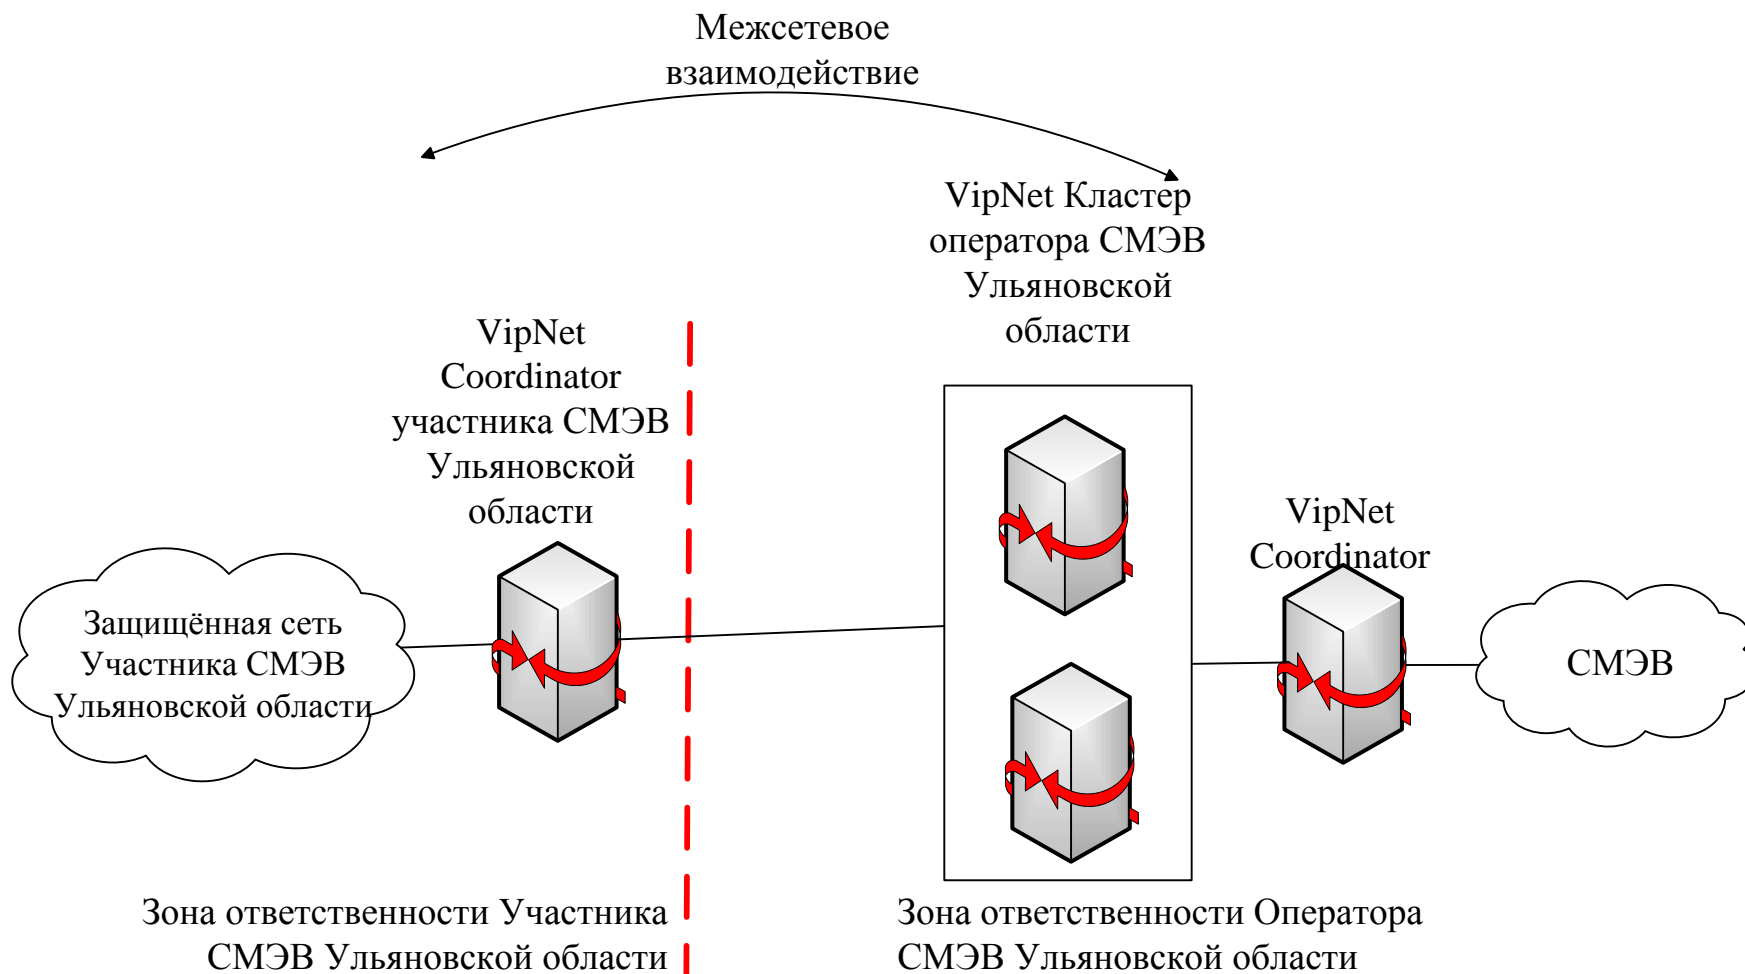 Межсетевое
взаимодействие
VipNet Кластер
оператора СМЭВ
Ульяновской
области
VipNet
Coordinator
участника СМЭВ
Ульяновской
области
VipNet
Coordinator
Защищённая сеть
Участника СМЭВ
Ульяновской области
СМЭВ
Зона ответственности Участника
СМЭВ Ульяновской области
Зона ответственности Оператора
СМЭВ Ульяновской области